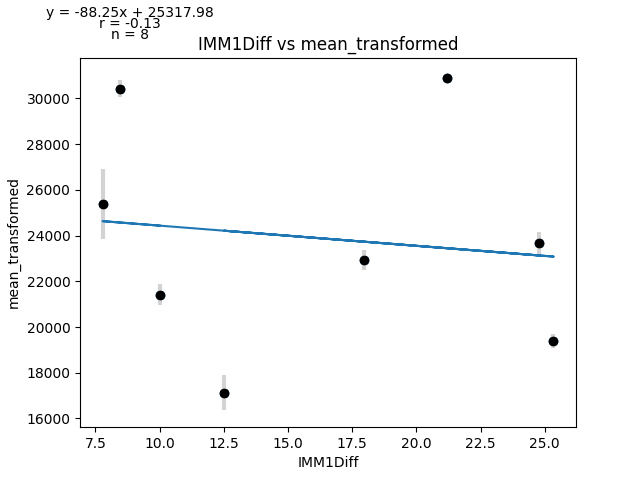 y = -88.25x + 25317.98
r = -0.13
n = 8
IMM1Diff vs mean_transformed
30000
28000
26000
24000
22000
20000
18000
16000
mean_transformed
7.5 10.0 12.5 15.0 17.5 20.0 22.5 25.0
IMM1Diff